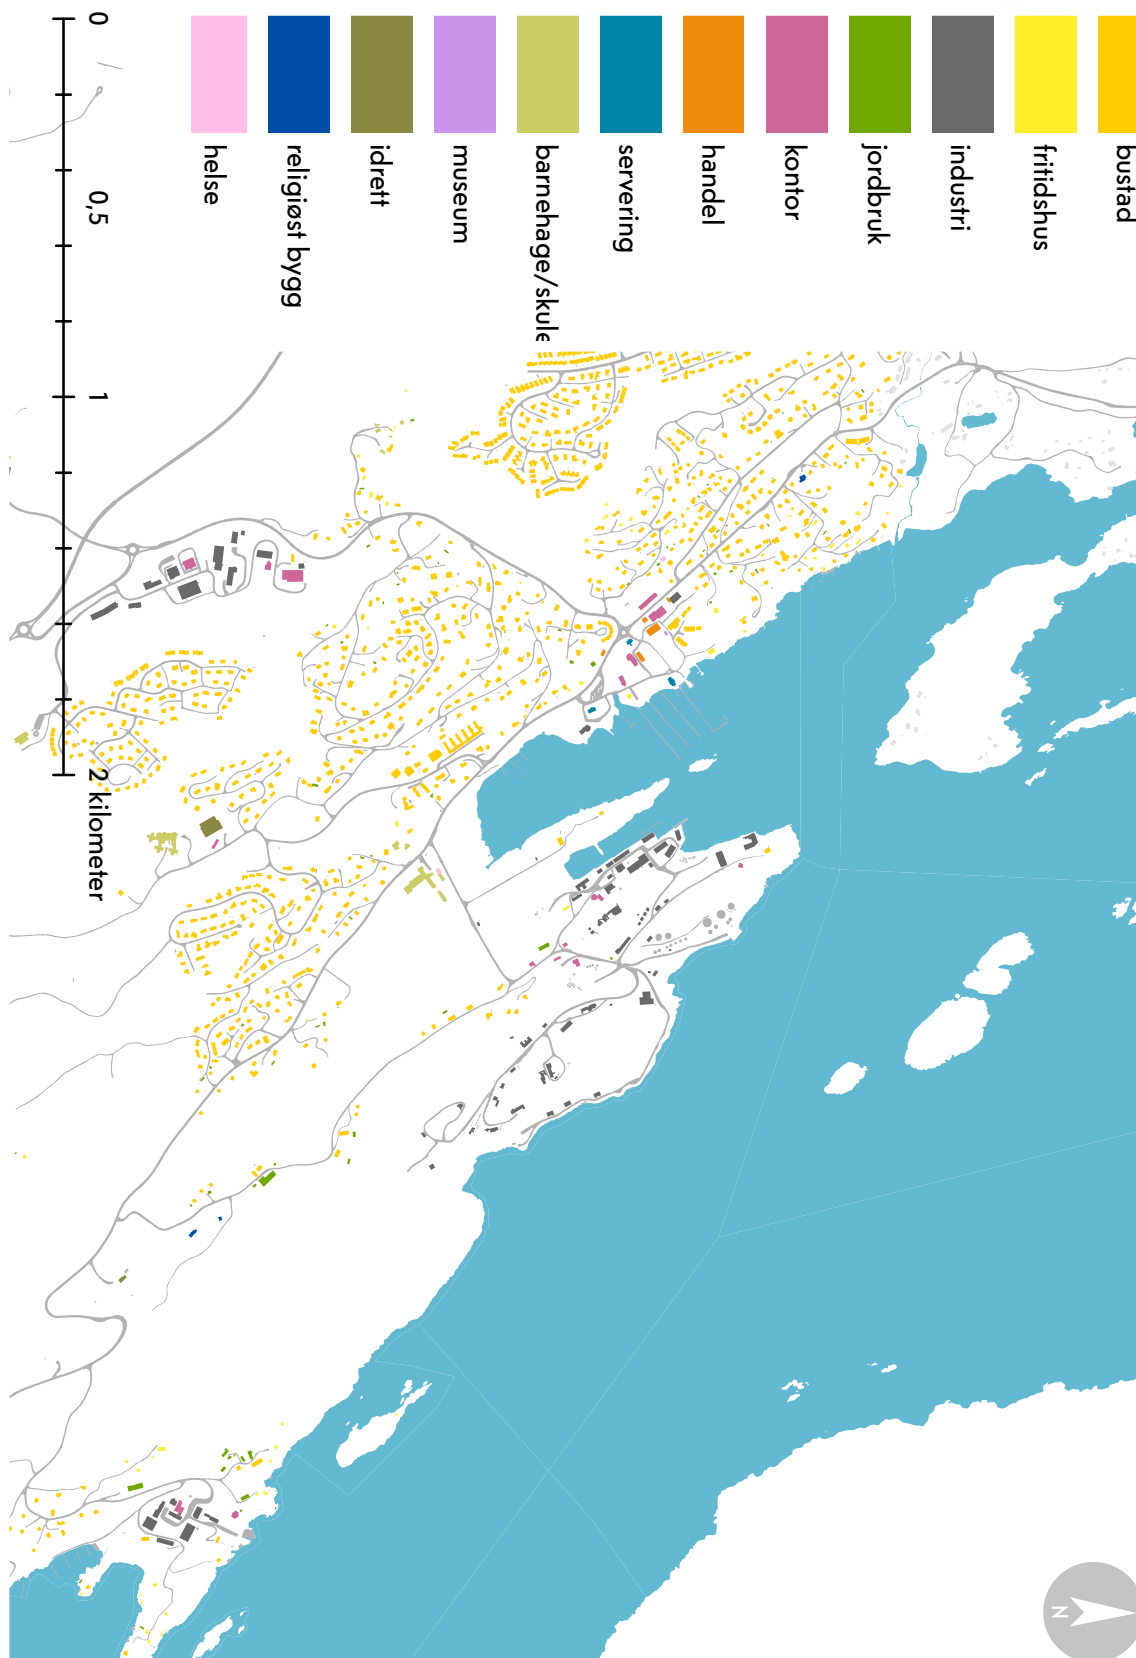 bustad
fritidshus
industri
jordbruk
kontor
handel
servering
barnehage/skule
museum
idrett
religiøst bygg
helse
0
0,5
1
2 kilometer
N